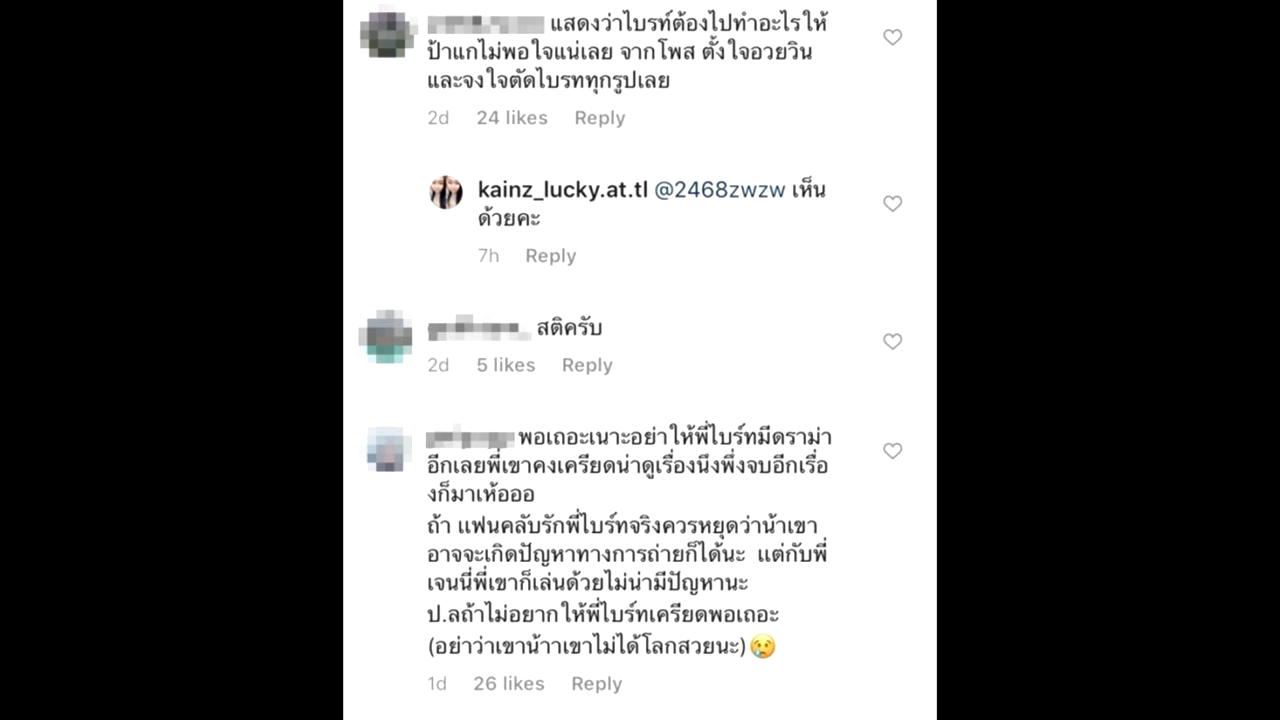 แสดงว่าไบรท์ต้องไปทำอะไรให้
ป้าแกไม่พอใจแน่เลย จากโพส ตั้งใจอวยวิน
และจงใจตัดไบรททุกรูปเลย
2d 24 likes Reply
kainz_lucky.at.tl @2468zwzw เห็น
ด้วยคะ
7h Reply
สติครับ
2d 5 likes Reply
พอเถอะเนาะอย่าให้พี่ไบร์ทมีดราม่า
อีกเลยพี่เขาคงเครียดน่าดูเรื่องนึงพึ่งจบอีกเรื่อ
งก็มาเห้อออ
ถ้า แฟนคลับรักพี่ไบร์ทจริงควรหยุดว่าน้าเขา
อาจจะเกิดปัญหาทางการถ่ายก็ได้นะ แต่กับพี่
เจนนี่พี่เขาก็เล่นด้วยไม่น่ามีปัญหานะ
ป.ลถ้าไม่อยากให้พี่ไบร์ทเครียดพอเถอะ
(อย่าว่าเขาน้าาเขาไม่ได้โลกสวยนะ)😢
1d 26 likes Reply